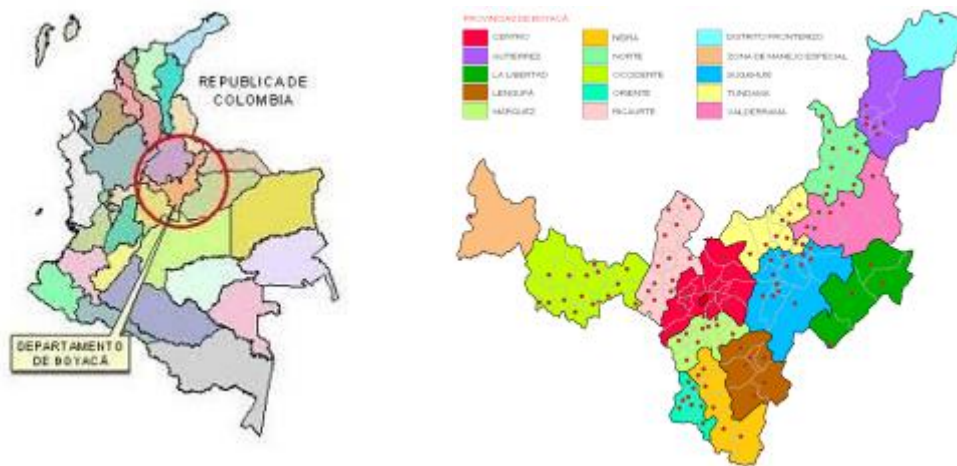 REPUBLICA DE
COLOMBIA
DEPARTAMENTO
DE BOYACÁ
PROVINCIAS DE BOYACÁ
CENTRO
GUTIERREZ
LA LIBERTAD
LENGUPÁ
MARQUEZ
NEIRA
NORTE
OCCIDENTE
ORIENTE
RICAURTE
DISTRITO FRONTERIZO
ZONA DE MANEJO ESPECIAL
SUGAMUXI
TUNDAMA
VALDERRAMA